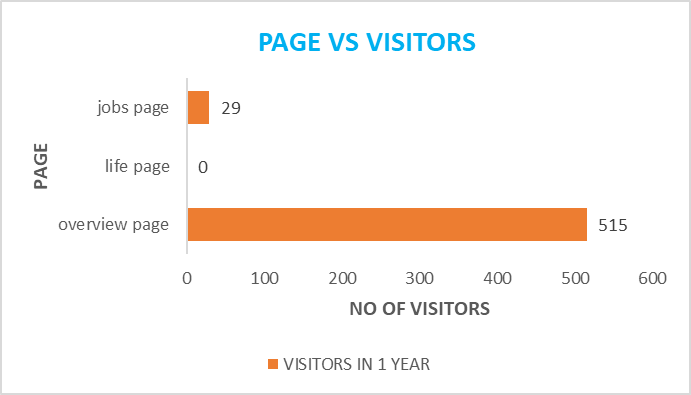 PAGE VS VISITORS
PAGE
jobs page 29
life page 0
overview page 515
0 100 200 300 400 500 600
NO OF VISITORS
VISITORS IN 1 YEAR